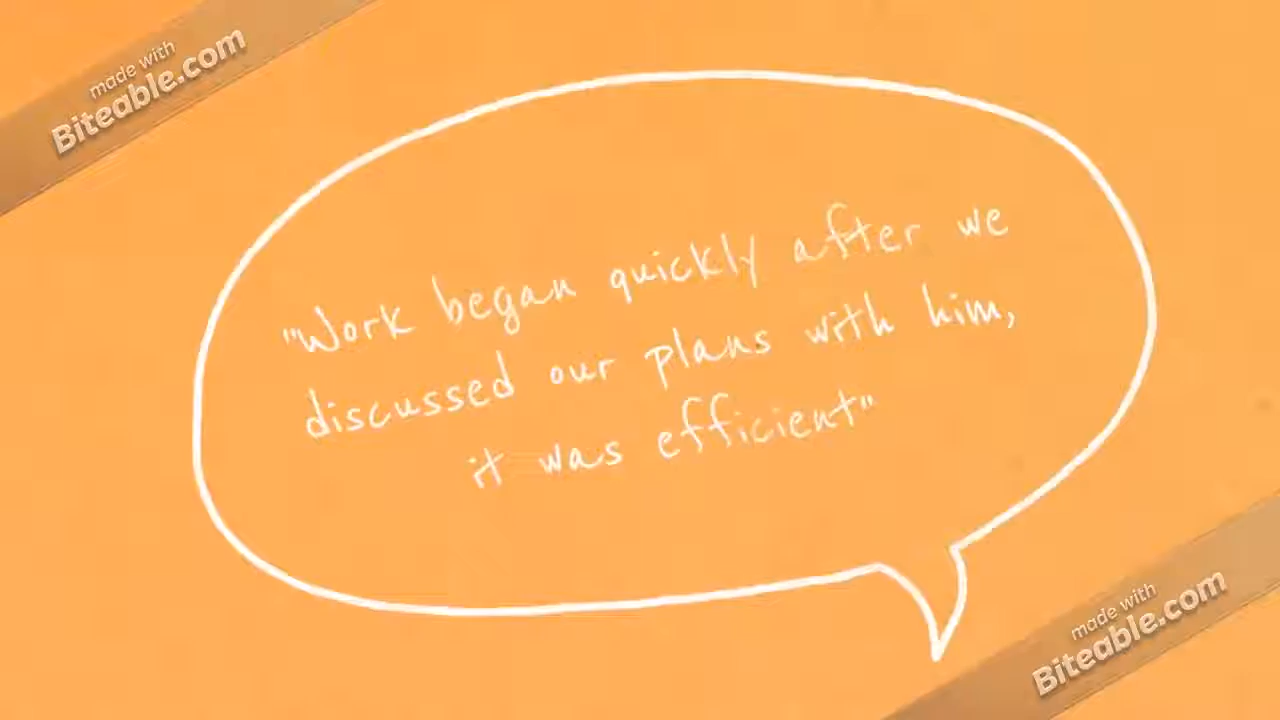 made with
Biteable.com
"Work began quickly after we
discussed our plans with him,
it was efficient"
made with
Biteable.com